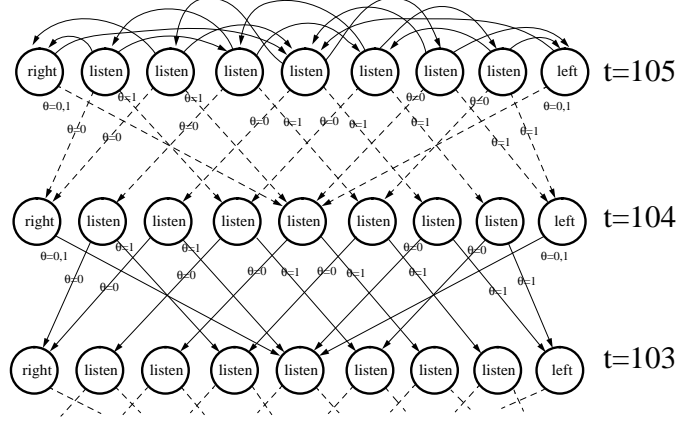 right listen listen listen listen listen listen listen left t=105
θ=1 θ=1 θ=0 θ=0
θ=0,1 θ=0,1
θ=0 θ=0 θ=1 θ=0 θ=1 θ=1
θ=0 θ=0 θ=1 θ=1
right listen listen listen listen listen listen listen left t=104
θ=1 θ=1 θ=0 θ=0
θ=0,1 θ=0,1
θ=0 θ=0 θ=1 θ=0 θ=1 θ=1
θ=0 θ=0 θ=1 θ=1
right listen listen listen listen listen listen listen left t=103